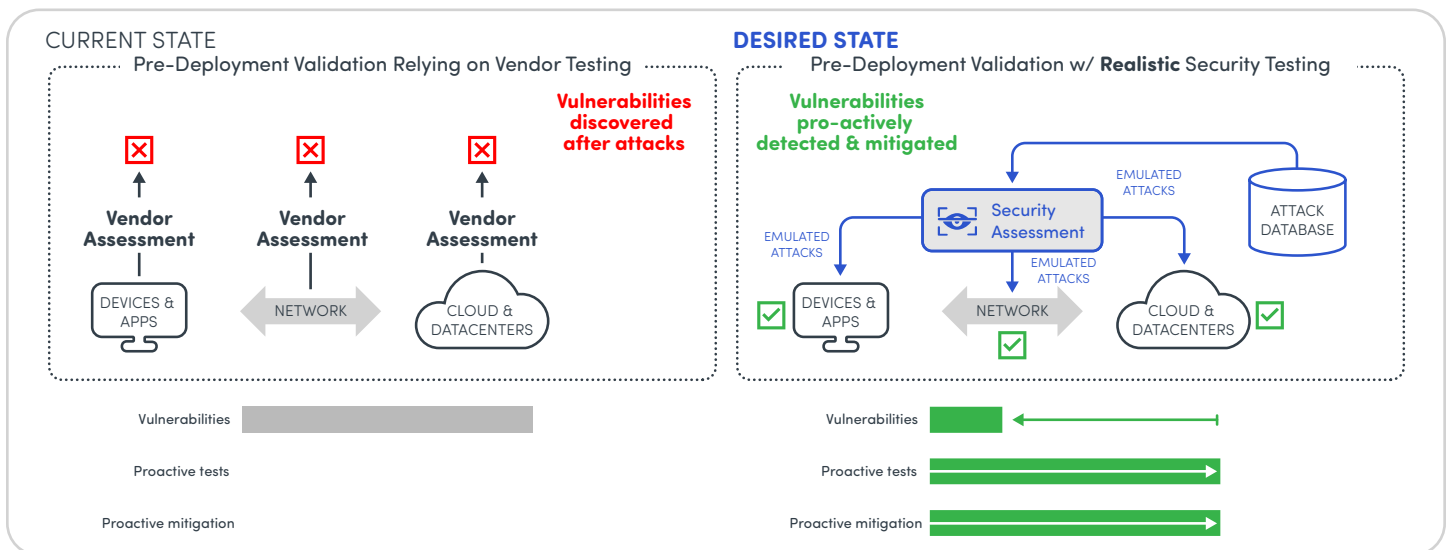 CURRENT STATE
Pre-Deployment Validation Relying on Vendor Testing
Vulnerabilities
discovered
after attacks
Vendor
Assessment
Vendor
Assessment
Vendor
Assessment
DEVICES &
APPS
NETWORK
CLOUD &
DATACENTERS
Vulnerabilities
Proactive tests
Proactive mitigation
DESIRED STATE
Pre-Deployment Validation w/ Realistic Security Testing
Vulnerabilities
pro-actively
detected & mitigated
EMULATED
ATTACKS
Security
Assessment
ATTACK
DATABASE
EMULATED
ATTACKS
EMULATED
ATTACKS
DEVICES &
APPS
NETWORK
CLOUD &
DATACENTERS
Vulnerabilities
Proactive tests
Proactive mitigation